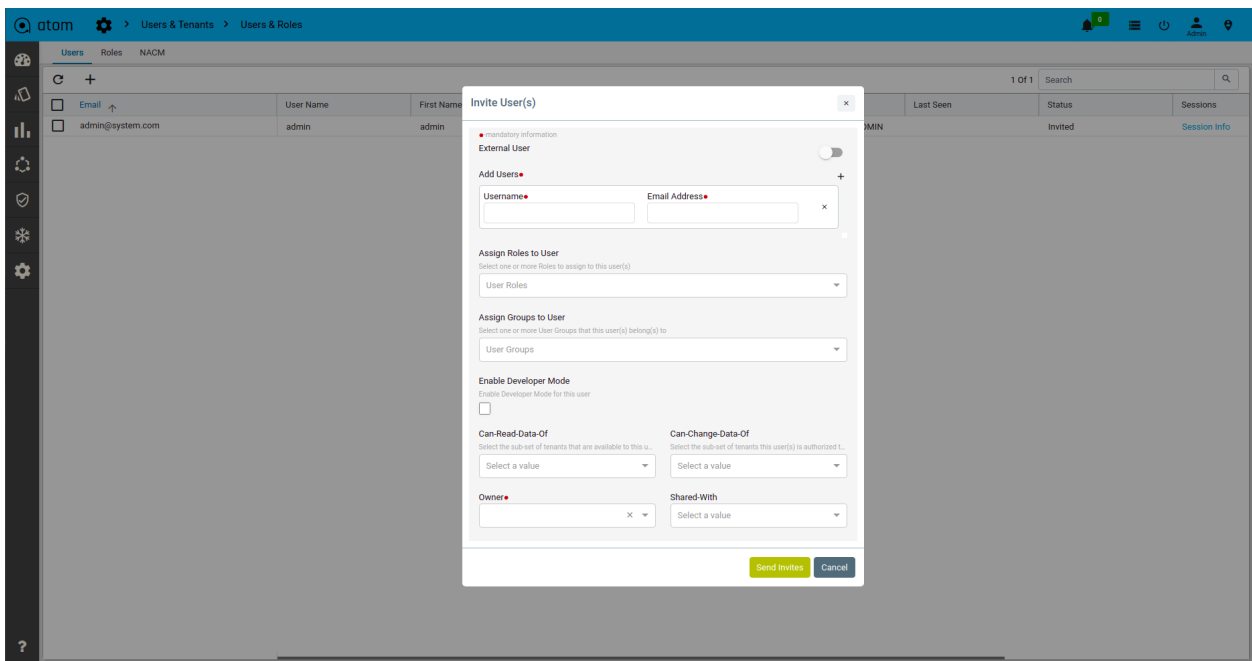 atom > Users & Tenants > Users & Roles 0 Admin
Users Roles NACM
1 Of 1 Search
Email User Name First Name Last Seen Status Sessions
admin@system.com admin admin DMIN Invited Session Info
Invite User(s) ×
mandatory information
External User
Add Users +
Username Email Address
×
Assign Roles to User
Select one or more Roles to assign to this user(s)
User Roles
Assign Groups to User
Select one or more User Groups that this user(s) belong(s) to
User Groups
Enable Developer Mode
Enable Developer Mode for this user
Can-Read-Data-Of Can-Change-Data-Of
Select the sub-set of tenants that are available to this u... Select the sub-set of tenants this user(s) is authorized t...
Select a value Select a value
Owner Shared-With
× Select a value
Send Invites Cancel
?